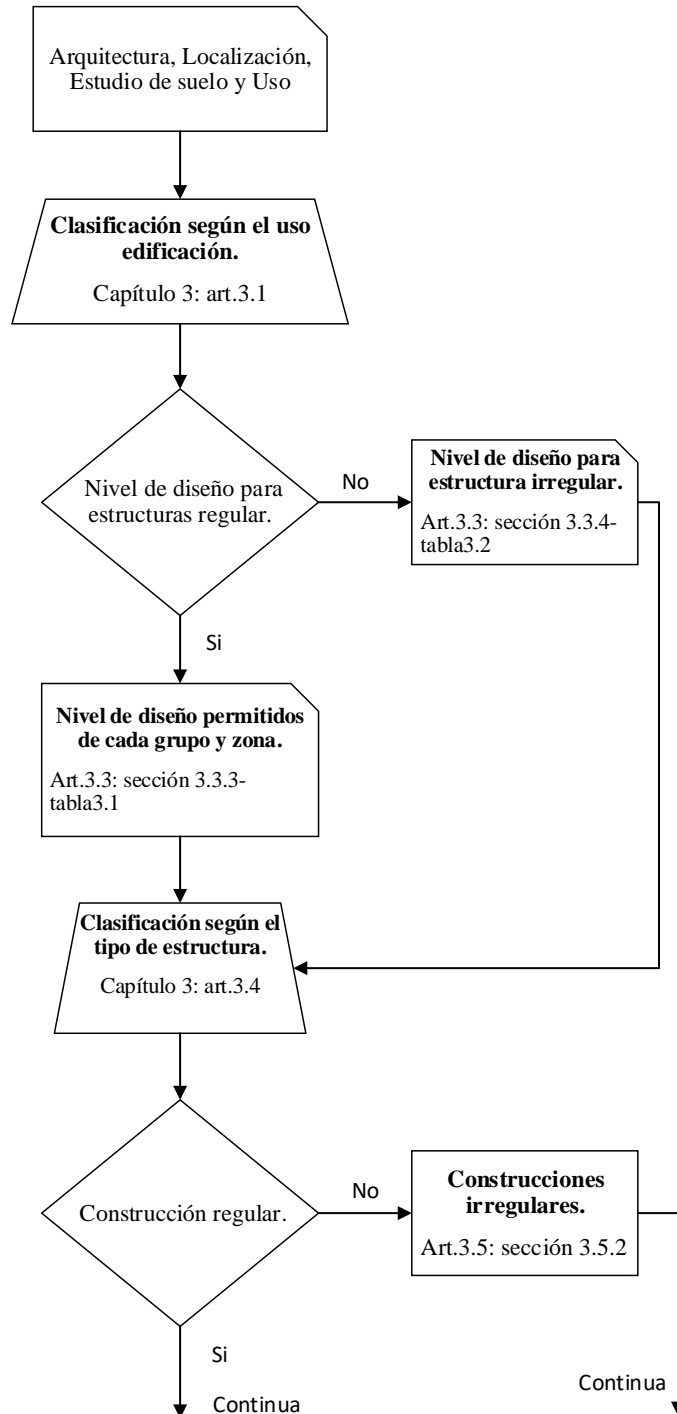 Arquitectura, Localización,
Estudio de suelo y Uso
Clasificación según el uso
edificación.
Capítulo 3: art.3.1
Nivel de diseño para
estructuras regular.
No
Nivel de diseño para
estructura irregular.
Art.3.3: sección 3.3.4-
tabla3.2
Si
Nivel de diseño permitidos
de cada grupo y zona.
Art.3.3: sección 3.3.3-
tabla3.1
Clasificación según el
tipo de estructura.
Capítulo 3: art.3.4
Construcción regular.
No
Construcciones
irregulares.
Art.3.5: sección 3.5.2
Si
Continua
Continua